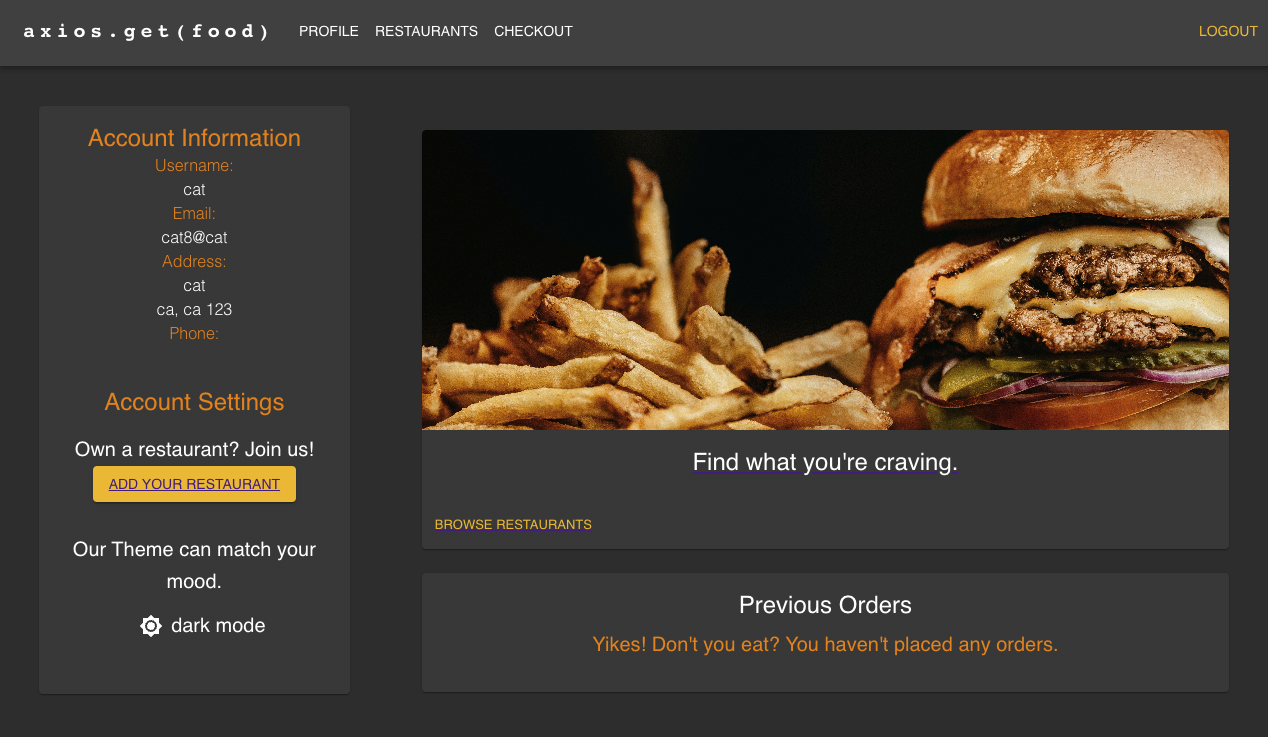 axios.get(food) PROFILE RESTAURANTS CHECKOUT LOGOUT
Account Information
Username:
cat
Email:
cat8@cat
Address:
cat
ca, ca 123
Phone:
Account Settings
Own a restaurant? Join us!
ADD YOUR RESTAURANT
Our Theme can match your
mood.
dark mode
Find what you're craving.
BROWSE RESTAURANTS
Previous Orders
Yikes! Don't you eat? You haven't placed any orders.